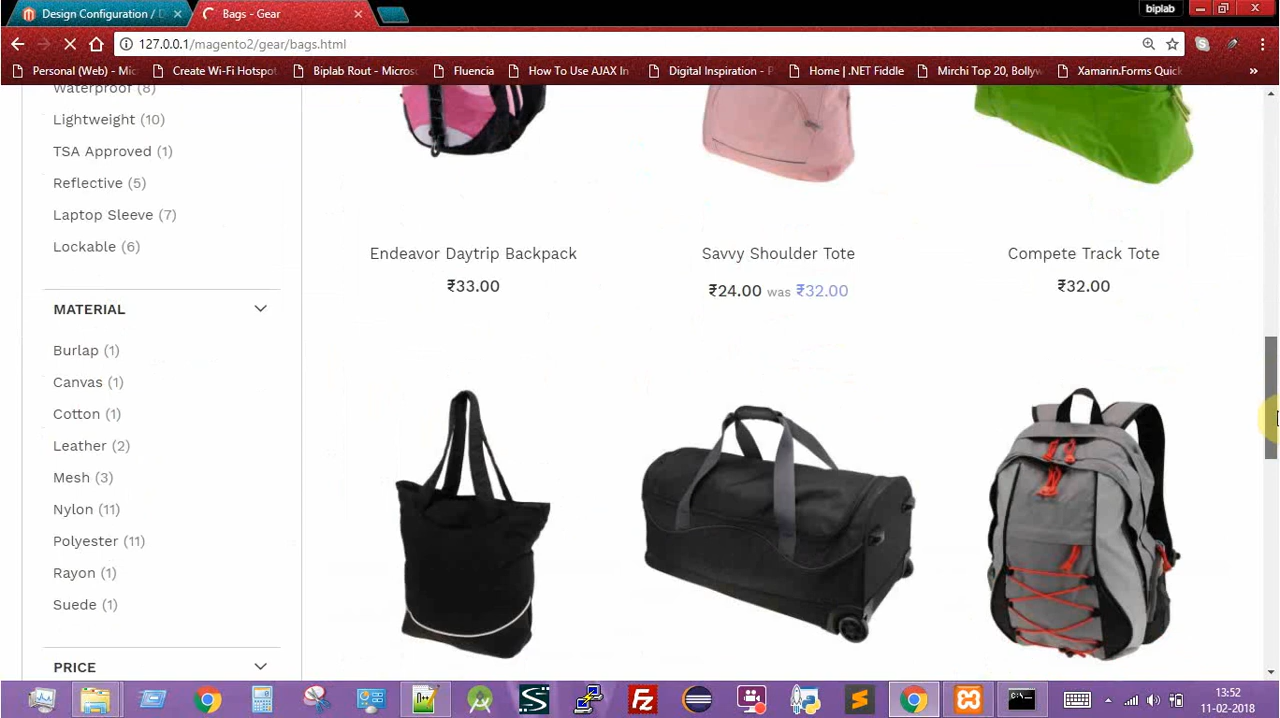 biplab
Design Configuration / D
Bags - Gear
127.0.0.1/magento2/gear/bags.html
Personal (Web) - Mic
Create Wi-Fi Hotspot
Biplab Rout - Micros
Fluencia
How To Use AJAX In
Digital Inspiration - P
Home | .NET Fiddle
Mirchi Top 20, Bolly
Xamarin.Forms Quick
»
Waterproof (8)
Lightweight (10)
TSA Approved (1)
Reflective (5)
Laptop Sleeve (7)
Lockable (6)
MATERIAL
Burlap (1)
Canvas (1)
Cotton (1)
Leather (2)
Mesh (3)
Nylon (11)
Polyester (11)
Rayon (1)
Suede (1)
PRICE
Endeavor Daytrip Backpack
₹33.00
Savvy Shoulder Tote
₹24.00 was ₹32.00
Compete Track Tote
₹32.00
13:52
11-02-2018